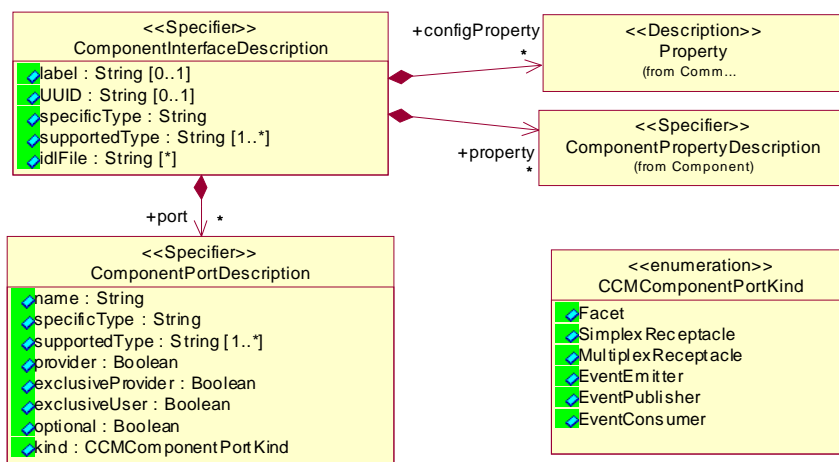 <<Specifier>>
ComponentInterfaceDescription
label : String [0..1]
UUID : String [0..1]
specificType : String
supportedType : String [1..*]
idlFile : String [*]
+configProperty
*
<<Description>>
Property
(from Comm...
+property
*
<<Specifier>>
ComponentPropertyDescription
(from Component)
+port
*
<<Specifier>>
ComponentPortDescription
name : String
specificType : String
supportedType : String [1..*]
provider : Boolean
exclusiveProvider : Boolean
exclusiveUser : Boolean
optional : Boolean
kind : CCMComponentPortKind
<<enumeration>>
CCMComponentPortKind
Facet
SimplexReceptacle
MultiplexReceptacle
EventEmitter
EventPublisher
EventConsumer